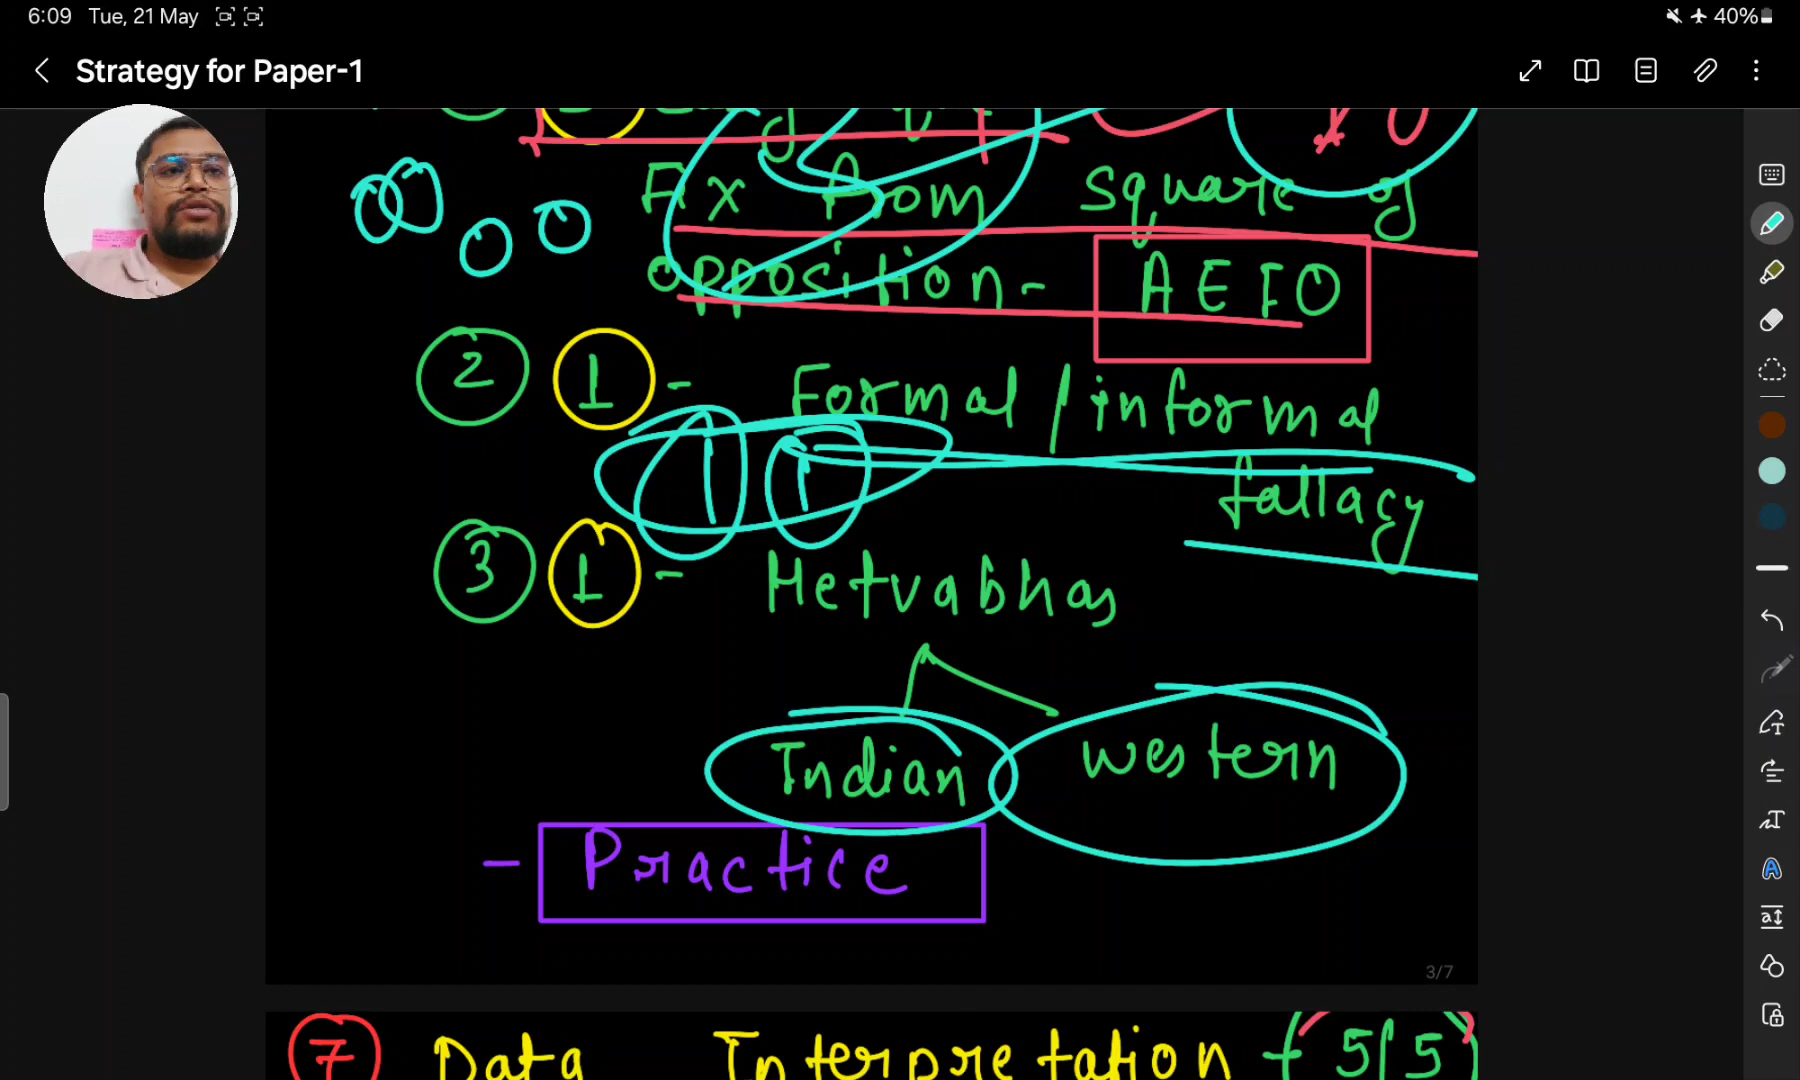 6:09 Tue, 21 May 40%
Strategy for Paper-1
Fix from square of
opposition - AEIO
2 1 - Formal / informal
fallacy
3 1 - Hetvabhas
Indian western
- Practice
3/7
7 Data Interpretation - (5/5)